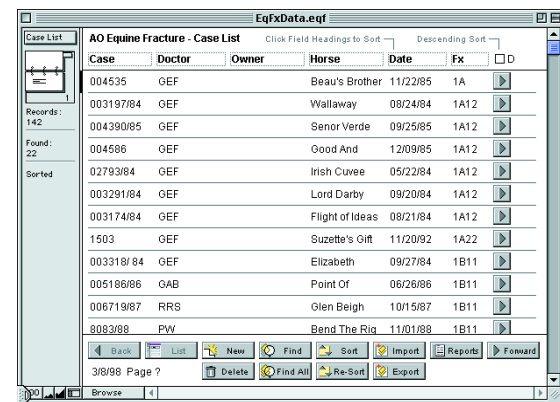 EqFxData.eqf
Case List
AO Equine Fracture - Case List Click Field Headings to Sort Descending Sort
Case Doctor Owner Horse Date Fx D
004535 GEF Beau's Brother 11/22/85 1A
003197/84 GEF Wallaway 08/24/84 1A12
004390/85 GEF Senor Verde 09/25/85 1A12
004586 GEF Good And 12/09/85 1A12
02793/84 GEF Irish Cuvee 05/22/84 1A12
003291/84 GEF Lord Darby 09/20/84 1A12
003174/84 GEF Flight of Ideas 08/21/84 1A12
1503 GEF Suzette's Gift 11/20/92 1A22
003318/ 84 GEF Elizabeth 09/27/84 1B11
005186/86 GAB Point Of 06/26/86 1B11
006719/87 RRS Glen Beigh 10/15/87 1B11
8083/88 PW Bend The Rig 11/01/88 1B11
1
Records:
142
Found:
22
Sorted
Back List New Find Sort Import Reports Forward
3/8/98 Page ? Delete Find All Re-Sort Export
100 Browse